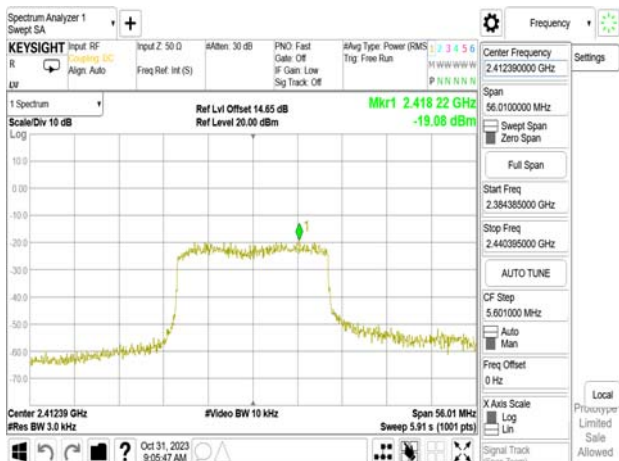 Spectrum Analyzer 1
Swept SA
+
Frequency
KEYSIGHT
R
Input: RF
Coupling: DC
Align: Auto
Input Z: 50 Ω
Freq Ref: Int (S)
#Atten: 30 dB
PNO: Fast
Gate: Off
IF Gain: Low
Sig Track: Off
#Avg Type: Power (RMS
Trig: Free Run
1 2 3 4 5 6
M W W W W W
P N N N N N
1 Spectrum
Scale/Div 10 dB
Log
Ref Lvl Offset 14.65 dB
Ref Level 20.00 dBm
Mkr1 2.418 22 GHz
-19.08 dBm
10.0
0.00
-10.0
-20.0
-30.0
-40.0
-50.0
-60.0
-70.0
1
Center 2.41239 GHz
#Res BW 3.0 kHz
#Video BW 10 kHz
Span 56.01 MHz
Sweep 5.91 s (1001 pts)
?
Oct 31, 2023
9:05:47 AM
Center Frequency
2.412390000 GHz
Span
56.0100000 MHz
Swept Span
Zero Span
Full Span
Start Freq
2.384385000 GHz
Stop Freq
2.440395000 GHz
AUTO TUNE
CF Step
5.601000 MHz
Auto
Man
Freq Offset
0 Hz
X Axis Scale
Log
Lin
Signal Track
Settings
Local
Prototype
Limited
Sale
Allowed